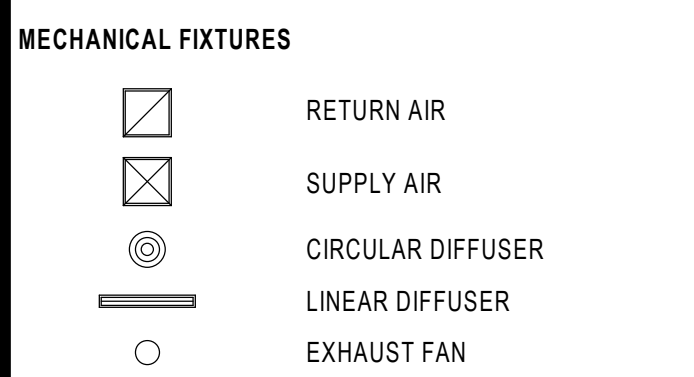 MECHANICAL FIXTURES
RETURN AIR
SUPPLY AIR
CIRCULAR DIFFUSER
LINEAR DIFFUSER
EXHAUST FAN